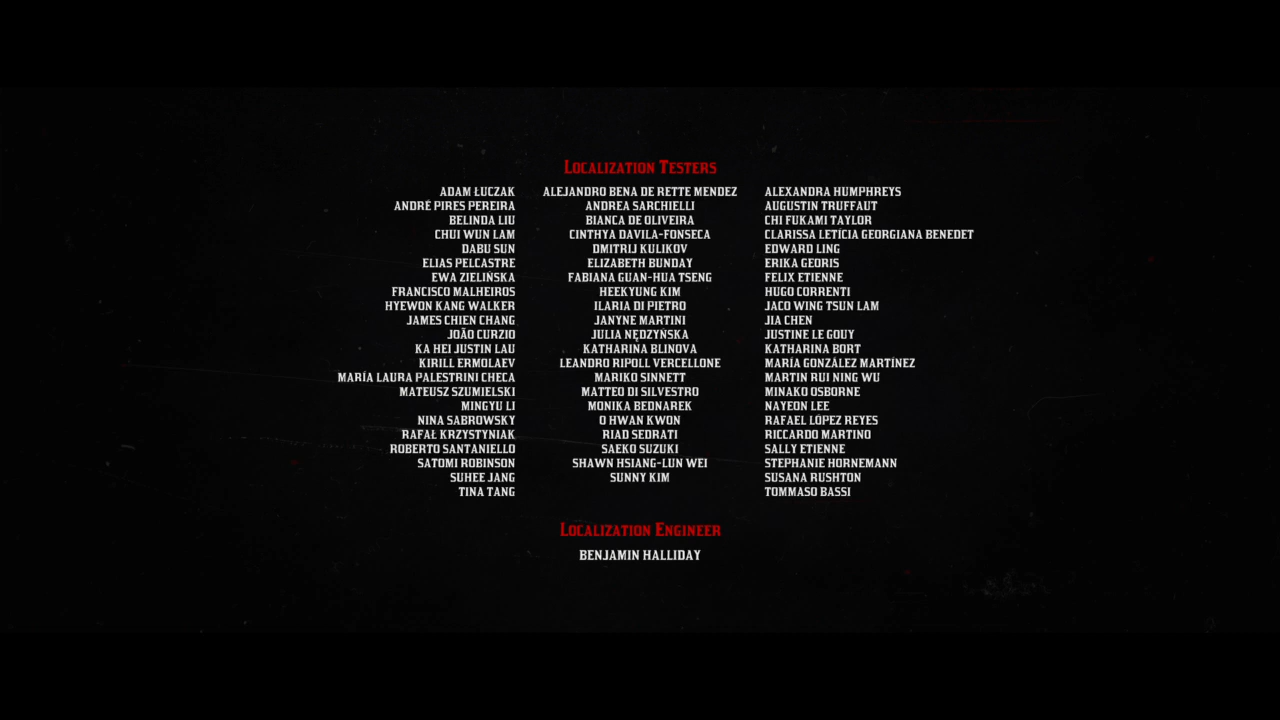 Localization Testers
ADAM ŁUCZAK ALEJANDRO BENA DE RETTE MENDEZ ALEXANDRA HUMPHREYS
ANDRÉ PIRES PEREIRA ANDREA SARCHIELLI AUGUSTIN TRUFFAUT
BELINDA LIU BIANCA DE OLIVEIRA CHI FUKAMI TAYLOR
CHUI WUN LAM CINTHYA DAVILA-FONSECA CLARISSA LETÍCIA GEORGIANA BENEDET
DABU SUN DMITRIJ KULIKOV EDWARD LING
ELIAS PELCASTRE ELIZABETH BUNDAY ERIKA GEORIS
EWA ZIELIŃSKA FABIANA GUAN-HUA TSENG FELIX ETIENNE
FRANCISCO MALHEIROS HEEKYUNG KIM HUGO CORRENTI
HYEWON KANG WALKER ILARIA DI PIETRO JACO WING TSUN LAM
JAMES CHIEN CHANG JANYNE MARTINI JIA CHEN
JOÃO CURZIO JULIA NĘDZYŃSKA JUSTINE LE GOUY
KA HEI JUSTIN LAU KATHARINA BLINOVA KATHARINA BORT
KIRILL ERMOLAEV LEANDRO RIPOLL VERCELLONE MARÍA GONZÁLEZ MARTÍNEZ
MARÍA LAURA PALESTRINI CHECA MARIKO SINNETT MARTIN RUI NING WU
MATEUSZ SZUMIELSKI MATTEO DI SILVESTRO MINAKO OSBORNE
MINGYU LI MONIKA BEDNAREK NAYEON LEE
NINA SABROWSKY O HWAN KWON RAFAEL LÓPEZ REYES
RAFAŁ KRZYSTYNIAK RIAD SEDRATI RICCARDO MARTINO
ROBERTO SANTANIELLO SAEKO SUZUKI SALLY ETIENNE
SATOMI ROBINSON SHAWN HSIANG-LUN WEI STEPHANIE HORNEMANN
SUHEE JANG SUNNY KIM SUSANA RUSHTON
TINA TANG TOMMASO BASSI
Localization Engineer
BENJAMIN HALLIDAY